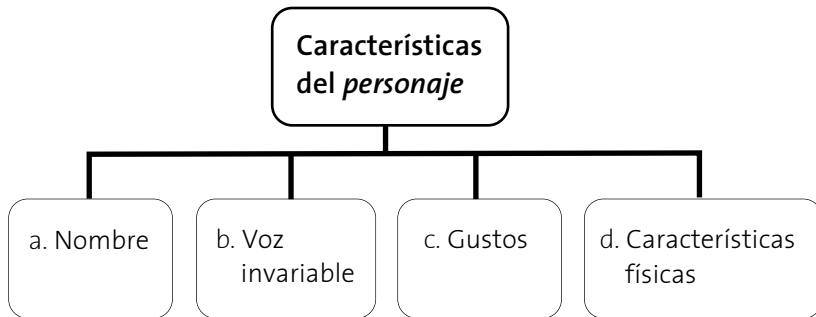 Características
del personaje
a. Nombre
b. Voz
invariable
c. Gustos
d. Características
físicas